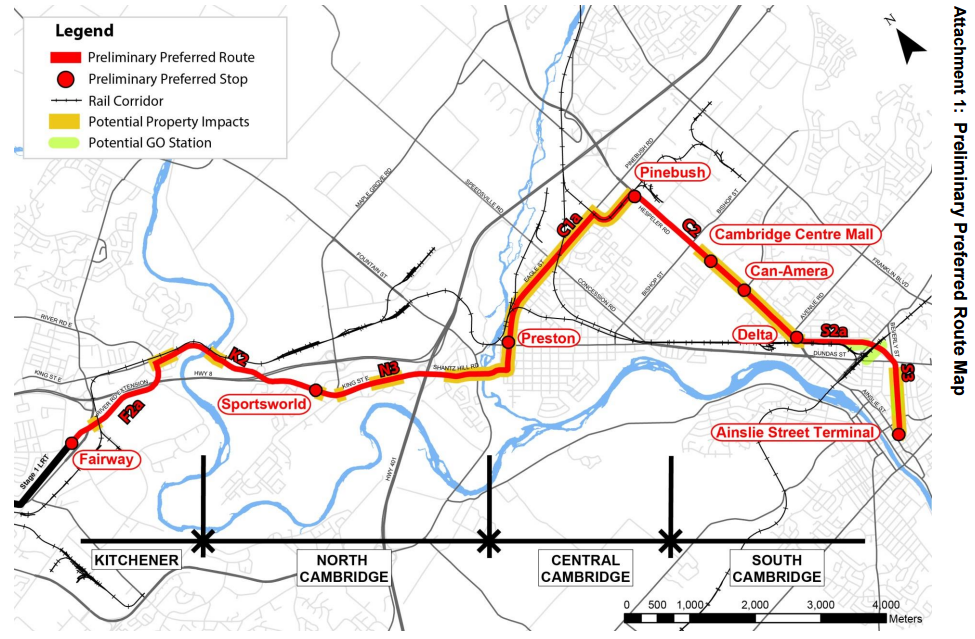 Attachment 1: Preliminary Preferred Route Map
Legend
Preliminary Preferred Route
Preliminary Preferred Stop
Rail Corridor
Potential Property Impacts
Potential GO Station
N
PINEBUSH RD
Pinebush
MAPLE GROVE RD
SPEEDSVILLE RD
BISHOP ST
HESPELER RD
C2
C1a
Cambridge Centre Mall
FOUNTAIN ST
EAGLE ST
CONCESSION RD
BISHOP ST
Can-Amera
FRANKLIN BLVD
AVENUE RD
RIVER RD E
Preston
Delta
S2a
BEVERLY ST
DUNDAS ST
K2
KING ST E
HWY 8
N3
SHANTZ HILL RD
KING ST E
S3
RIVER RD EXTENSION
F2a
Sportsworld
AINSLIE ST
Ainslie Street Terminal
Fairway
Stage 1 LRT
HWY 401
KITCHENER
NORTH
CAMBRIDGE
CENTRAL
CAMBRIDGE
SOUTH
CAMBRIDGE
0 500 1,000 2,000 3,000 4,000
Meters